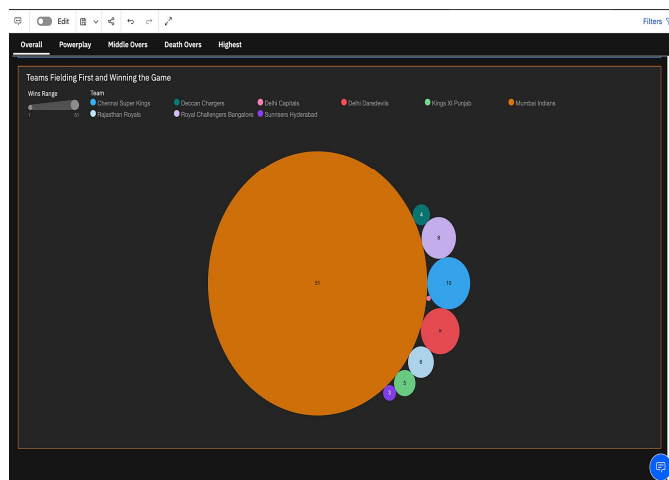 Edit
Filters
Overall Powerplay Middle Overs Death Overs Highest
Teams Fielding First and Winning the Game
Wins Range Team
Chennai Super Kings Deccan Chargers Delhi Capitals Delhi Daredevils Kings XI Punjab Mumbai Indians
1 51 Rajasthan Royals Royal Challengers Bangalore Sunrisers Hyderabad
4
8
51 10
6
5
3